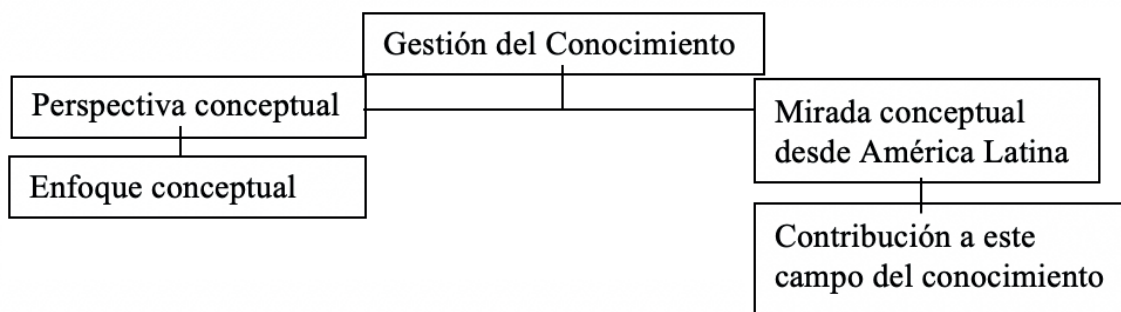 Gestión del Conocimiento
Perspectiva conceptual
Enfoque conceptual
Mirada conceptual
desde América Latina
Contribución a este
campo del conocimiento